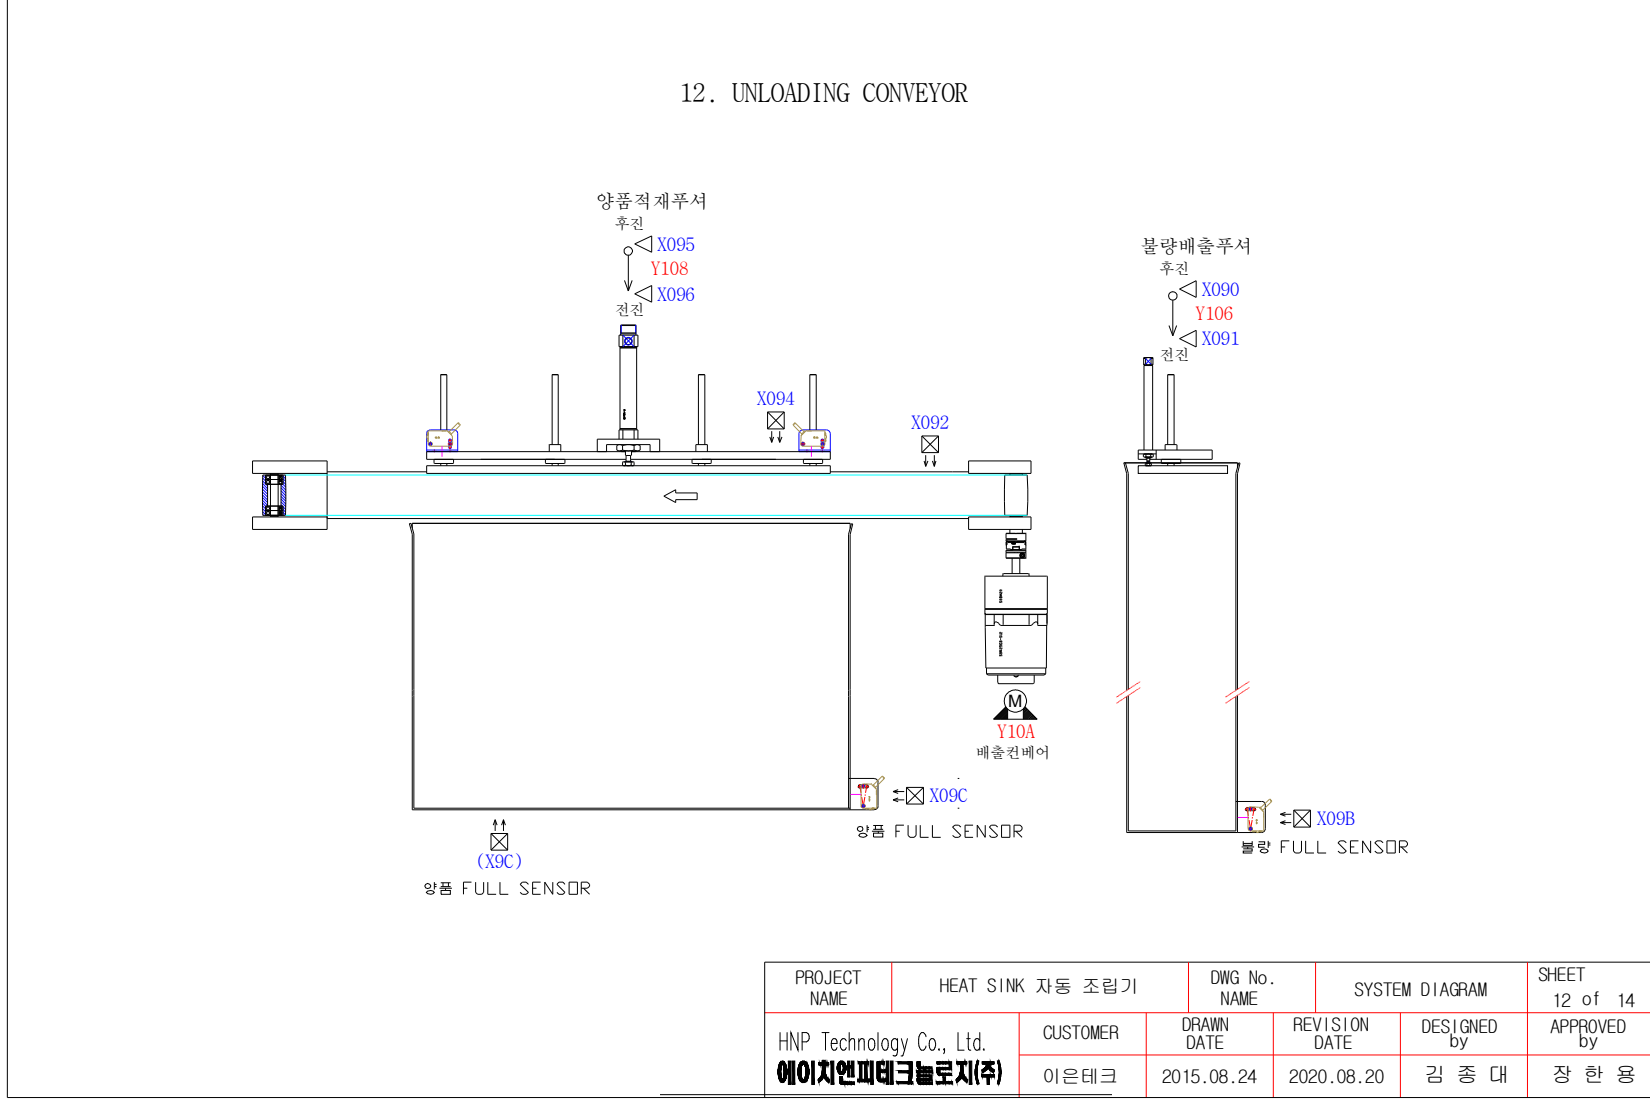 12. UNLOADING CONVEYOR
양품적재푸셔
후진
X095
Y108
X096
전진
불량배출푸셔
후진
X090
Y106
X091
전진
X094
X092
M
Y10A
배출컨베어
X09C
양품 FULL SENSOR
(X9C)
양품 FULL SENSOR
X09B
불량 FULL SENSOR
PROJECT NAME
HEAT SINK 자동 조립기
DWG No. NAME
SYSTEM DIAGRAM
SHEET
12 of 14
HNP Technology Co., Ltd.
에이치앤피테크놀로지(주)
CUSTOMER
DRAWN DATE
REVISION DATE
DESIGNED by
APPROVED by
이은테크
2015.08.24
2020.08.20
김 종 대
장 한 용